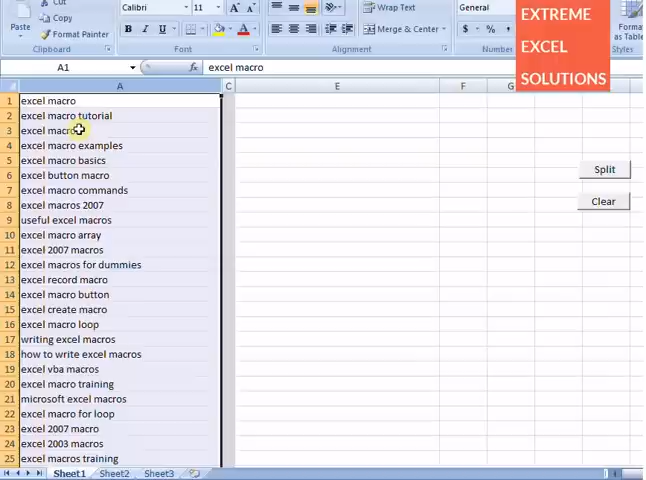 Cut
Calibri
11
A A
Wrap Text
General
Copy
Paste
Format Painter
B I U
A
Merge & Center
$ % ,
Format
as Table
Clipboard
Font
Alignment
Number
Styles
EXTREME
EXCEL
SOLUTIONS
A1
fx
excel macro
A C E F G
1 excel macro
2 excel macro tutorial
3 excel macro
4 excel macro examples
5 excel macro basics
6 excel button macro
7 excel macro commands
8 excel macros 2007
9 useful excel macros
10 excel macro array
11 excel 2007 macros
12 excel macros for dummies
13 excel record macro
14 excel macro button
15 excel create macro
16 excel macro loop
17 writing excel macros
18 how to write excel macros
19 excel vba macros
20 excel macro training
21 microsoft excel macros
22 excel macro for loop
23 excel 2007 macro
24 excel 2003 macros
25 excel macros training
Split
Clear
Sheet1 Sheet2 Sheet3